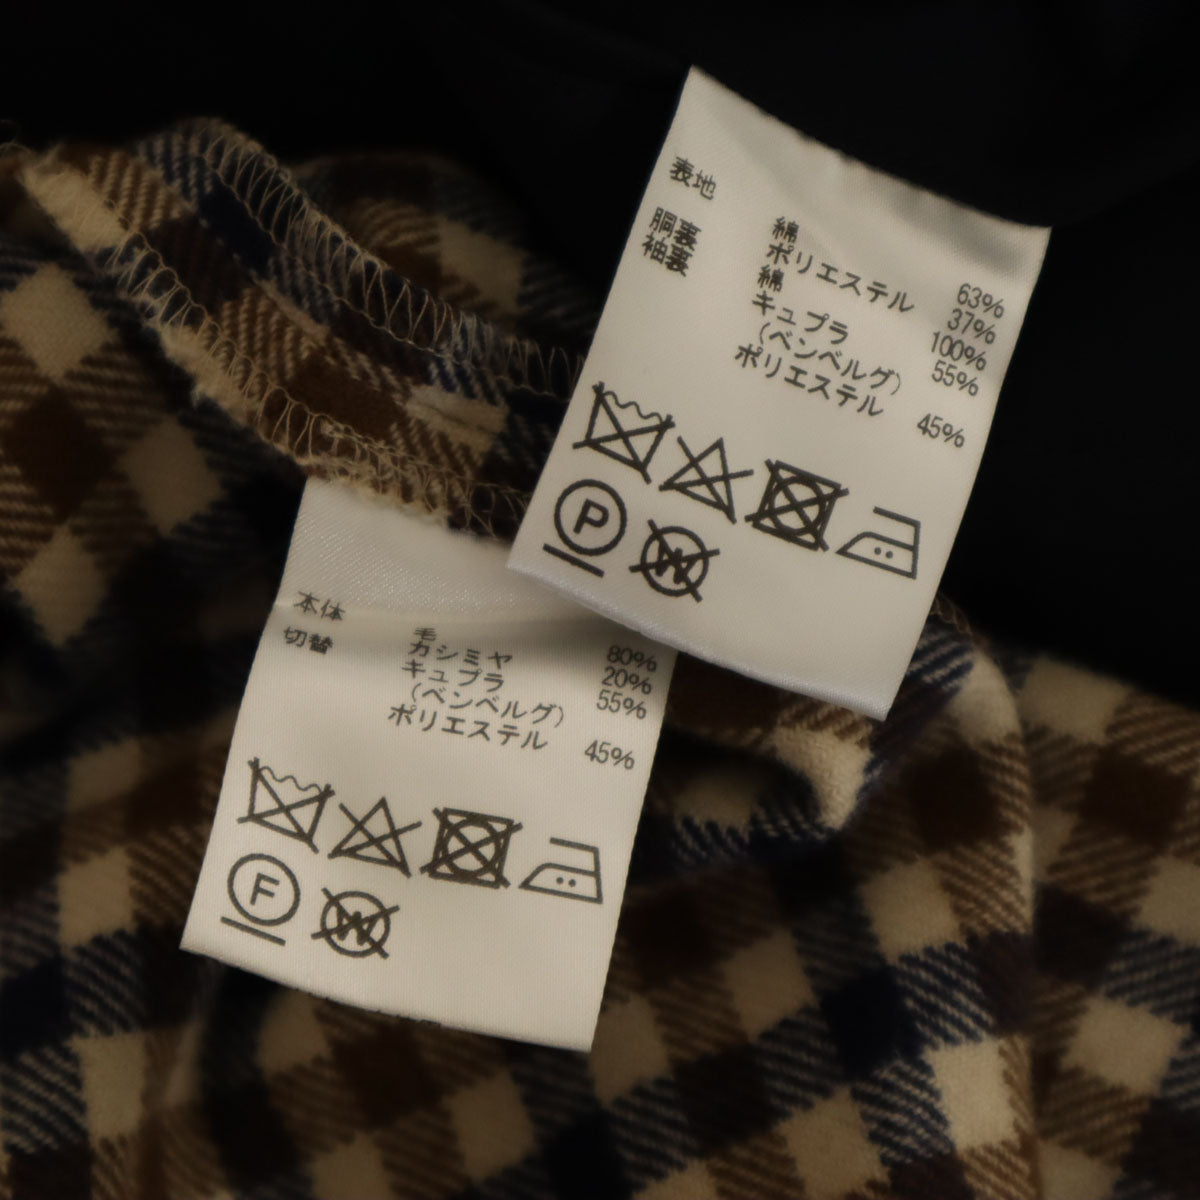 表地 綿 63%
ポリエステル 37%
胴裏 綿 100%
袖裏 キュプラ 55%
(ベンベルグ)
ポリエステル 45%
P
W
本体 毛 80%
カシミヤ 20%
切替 キュプラ 55%
(ベンベルグ)
ポリエステル 45%
F
W